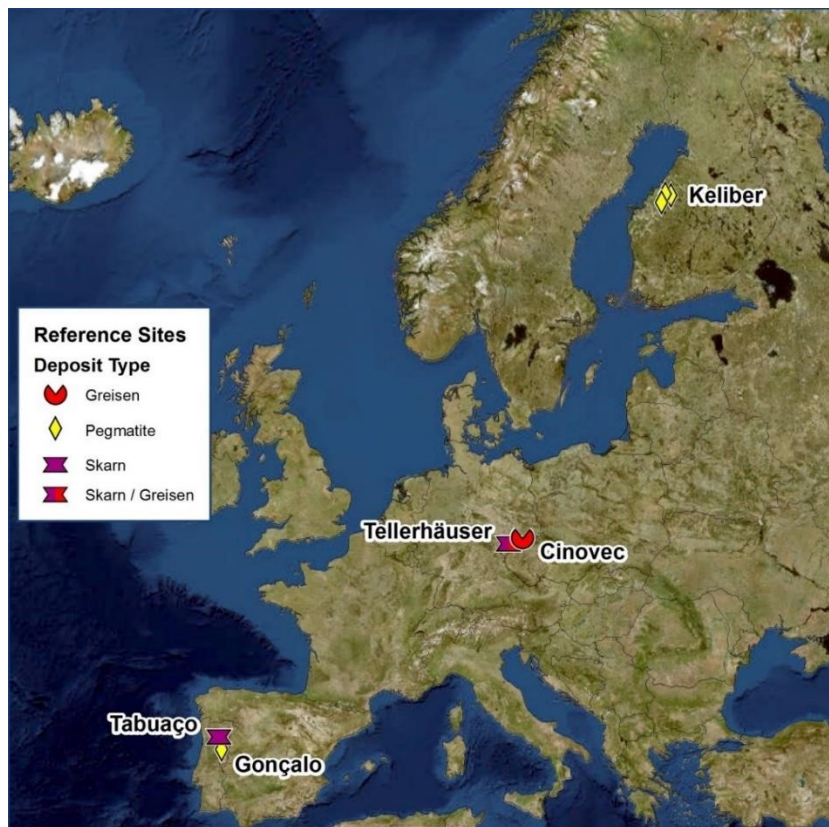 Keliber
Reference Sites
Deposit Type
Greisen
Pegmatite
Skarn
Skarn / Greisen
Tellerhäuser
Cinovec
Tabuaço
Gonçalo